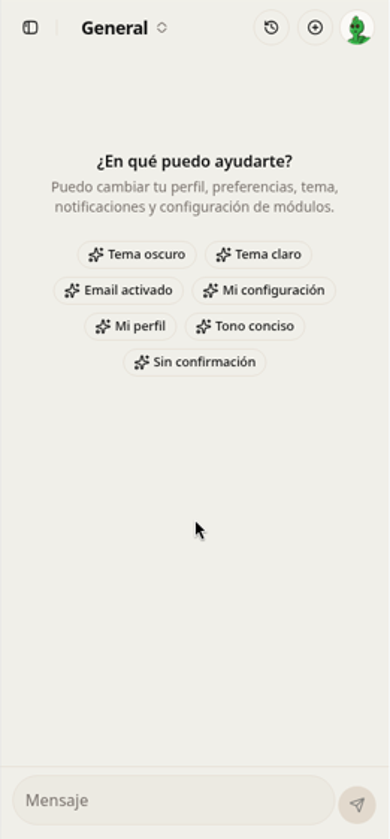 General
¿En qué puedo ayudarte?
Puedo cambiar tu perfil, preferencias, tema,
notificaciones y configuración de módulos.
Tema oscuro
Tema claro
Email activado
Mi configuración
Mi perfil
Tono conciso
Sin confirmación
Mensaje